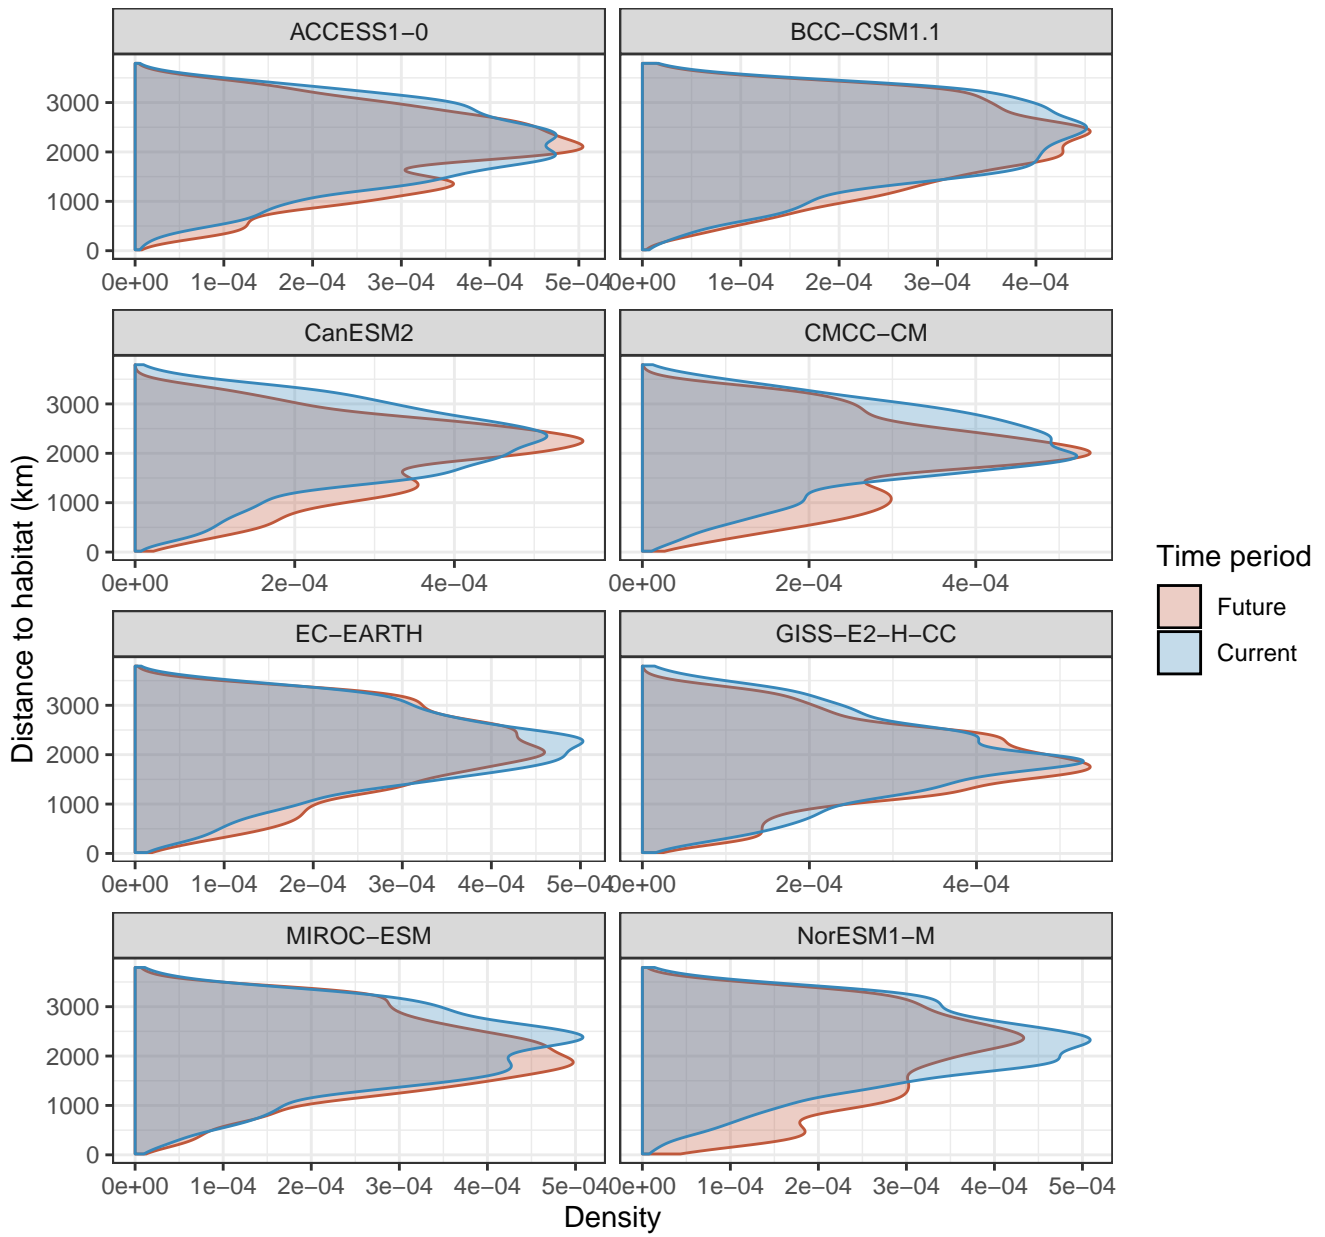 ACCESS1−0
BCC−CSM1.1
3000
2000
1000
0
0e+00 1e−04 2e−04 3e−04 4e−04 5e−04
0e+00 1e−04 2e−04 3e−04 4e−04
CanESM2
CMCC−CM
3000
2000
1000
0
0e+00 2e−04 4e−04
0e+00 2e−04 4e−04
Distance to habitat (km)
EC−EARTH
GISS−E2−H−CC
3000
2000
1000
0
0e+00 1e−04 2e−04 3e−04 4e−04 5e−04
0e+00 2e−04 4e−04
MIROC−ESM
NorESM1−M
3000
2000
1000
0
0e+00 1e−04 2e−04 3e−04 4e−04 5e−04
0e+00 1e−04 2e−04 3e−04 4e−04 5e−04
Density
Time period
Future
Current